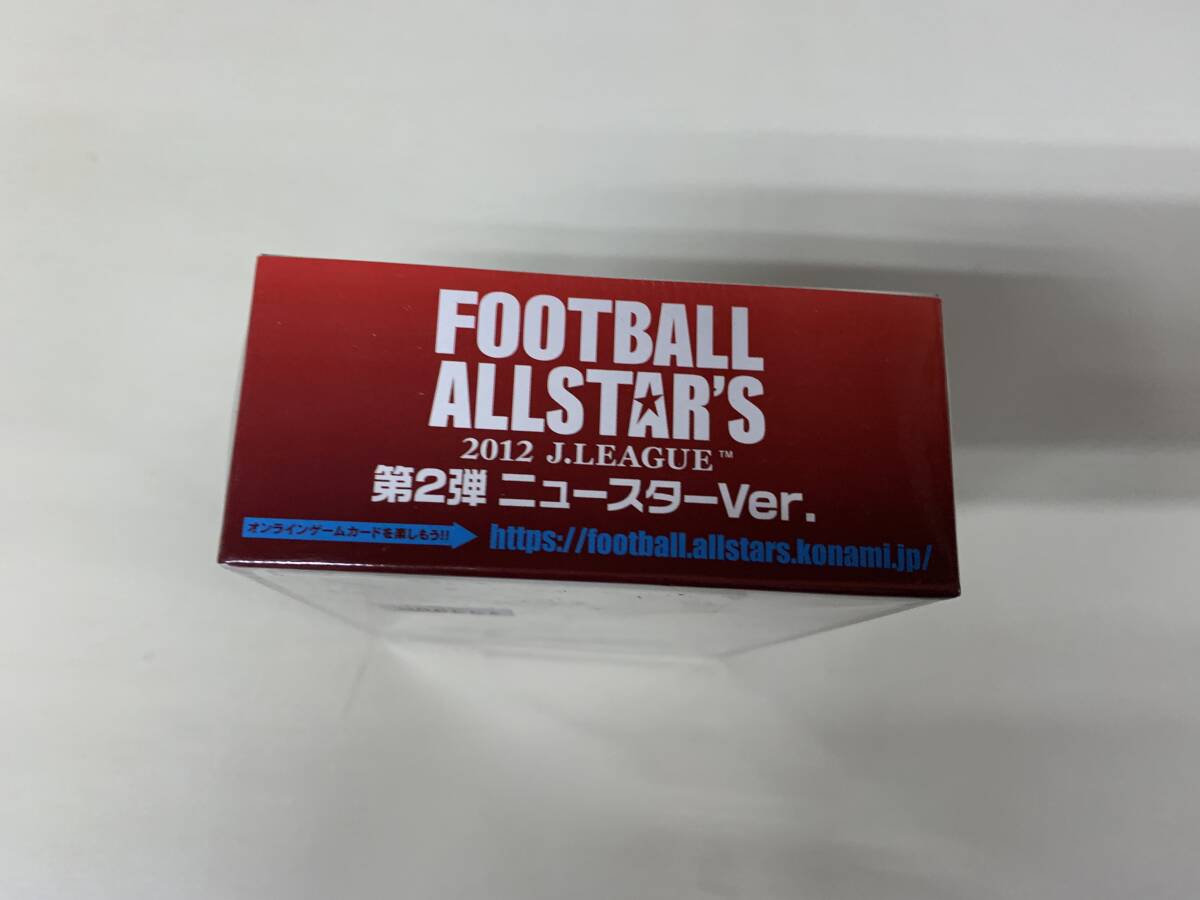 FOOTBALL
ALLSTAR'S
2012 J.LEAGUE™
第2弾 ニュースターVer.
オンラインゲームカードを楽しもう!!
https://football.allstars.konami.jp/